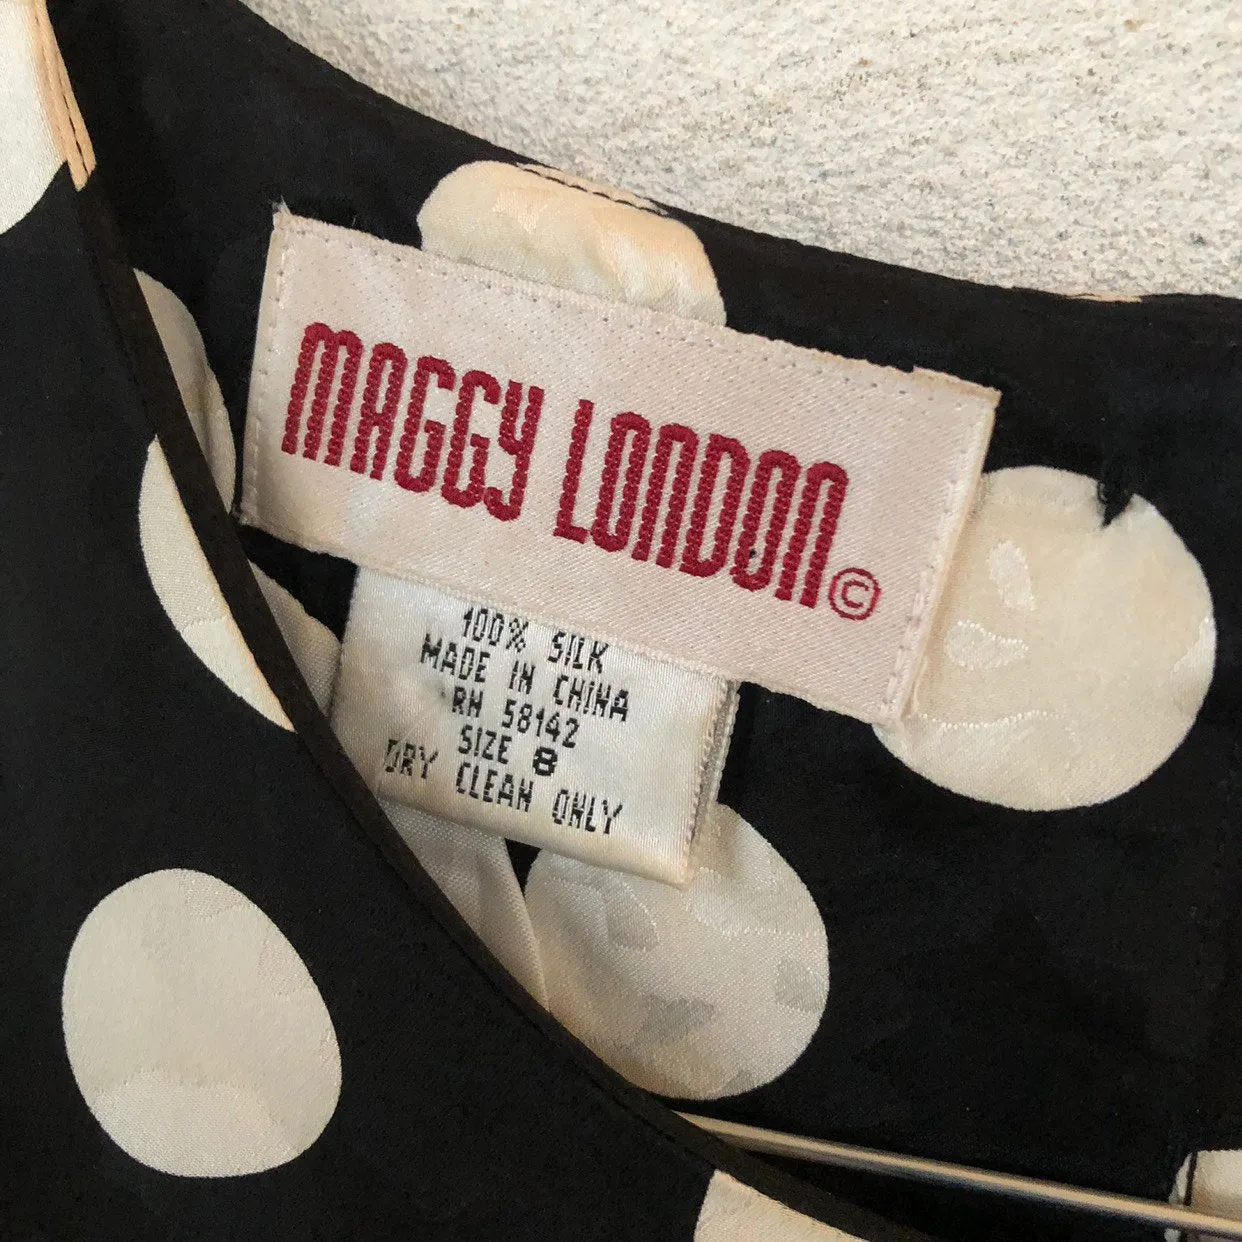 MAGGY LONDON©
100% SILK
MADE IN CHINA
RN 58142
SIZE 8
DRY CLEAN ONLY